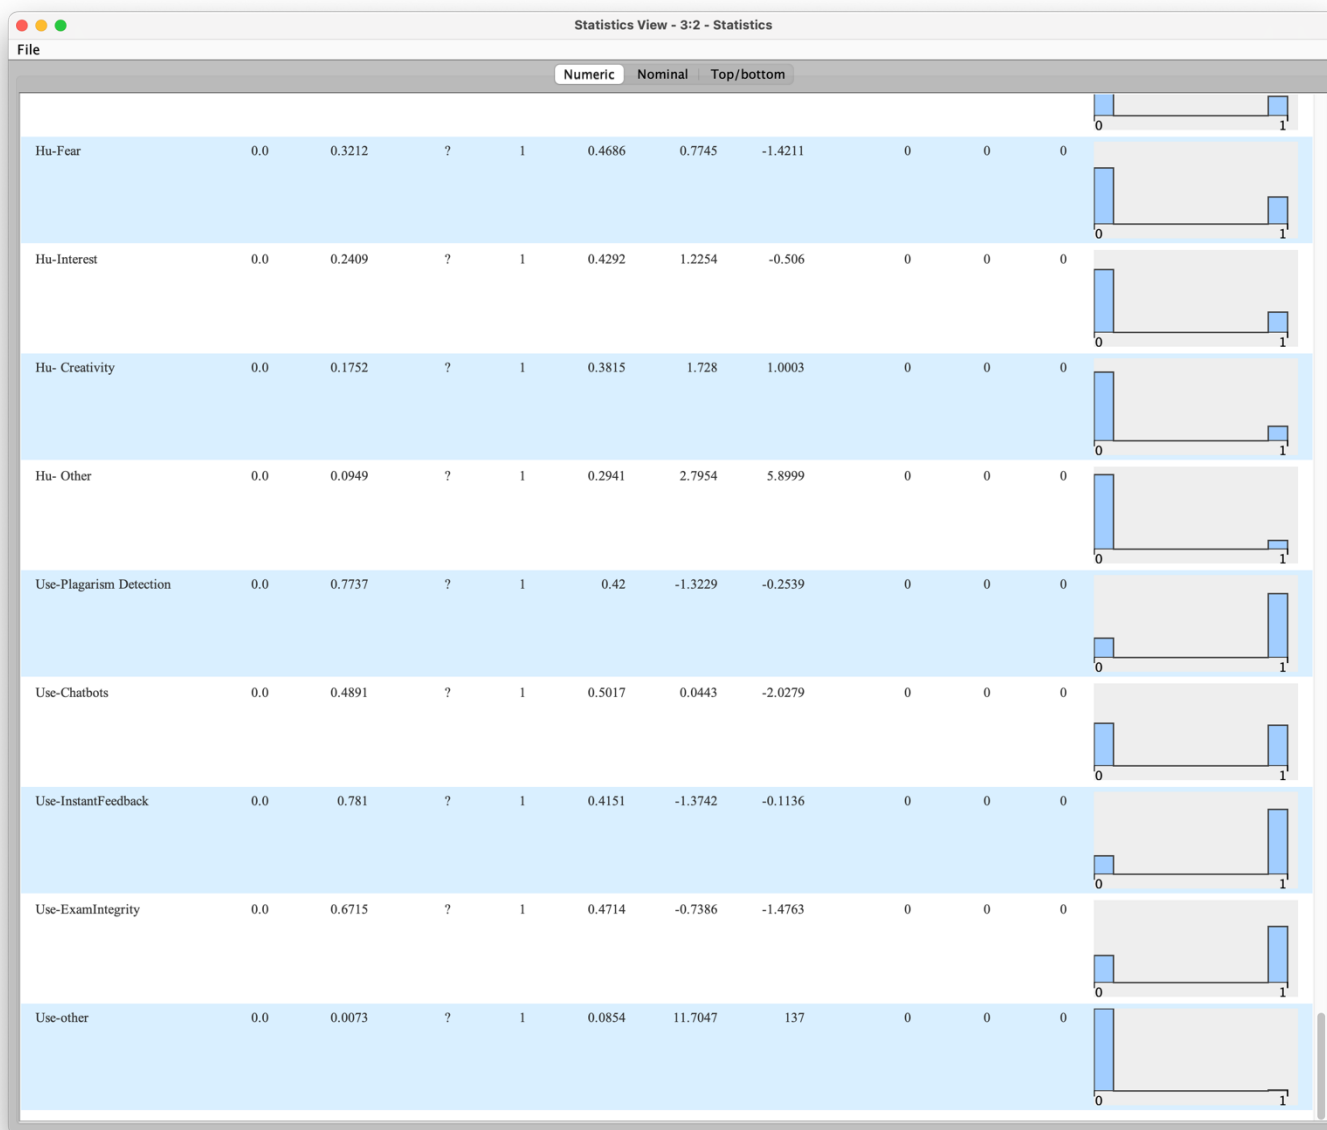 Statistics View - 3:2 - Statistics
File
Numeric Nominal Top/bottom
0 1
Hu-Fear 0.0 0.3212 ? 1 0.4686 0.7745 -1.4211 0 0 0
0 1
Hu-Interest 0.0 0.2409 ? 1 0.4292 1.2254 -0.506 0 0 0
0 1
Hu- Creativity 0.0 0.1752 ? 1 0.3815 1.728 1.0003 0 0 0
0 1
Hu- Other 0.0 0.0949 ? 1 0.2941 2.7954 5.8999 0 0 0
0 1
Use-Plagarism Detection 0.0 0.7737 ? 1 0.42 -1.3229 -0.2539 0 0 0
0 1
Use-Chatbots 0.0 0.4891 ? 1 0.5017 0.0443 -2.0279 0 0 0
0 1
Use-InstantFeedback 0.0 0.781 ? 1 0.4151 -1.3742 -0.1136 0 0 0
0 1
Use-ExamIntegrity 0.0 0.6715 ? 1 0.4714 -0.7386 -1.4763 0 0 0
0 1
Use-other 0.0 0.0073 ? 1 0.0854 11.7047 137 0 0 0
0 1